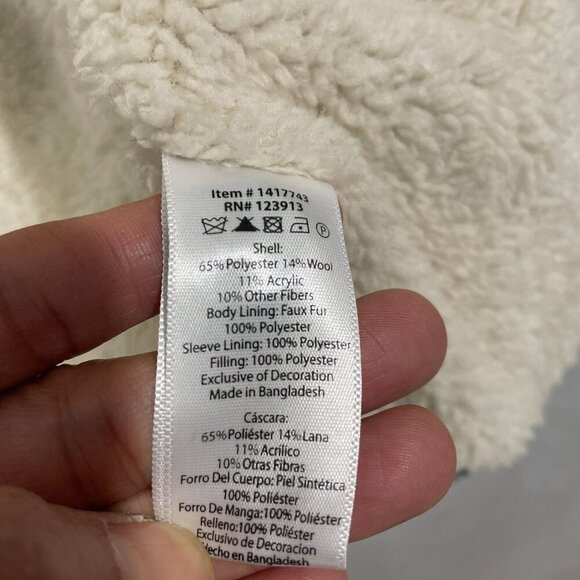 Item # 1417743
RN# 123913
P
Shell:
65% Polyester 14% Wool
11% Acrylic
10% Other Fibers
Body Lining: Faux Fur
100% Polyester
Sleeve Lining: 100% Polyester
Filling: 100% Polyester
Exclusive of Decoration
Made in Bangladesh
Cáscara:
65% Poliéster 14% Lana
11% Acrilico
10% Otras Fibras
Forro Del Cuerpo: Piel Sintética
100% Poliéster
Forro De Manga:100% Poliéster
Relleno:100% Poliéster
Exclusivo de Decoracion
Hecho en Bangladesh